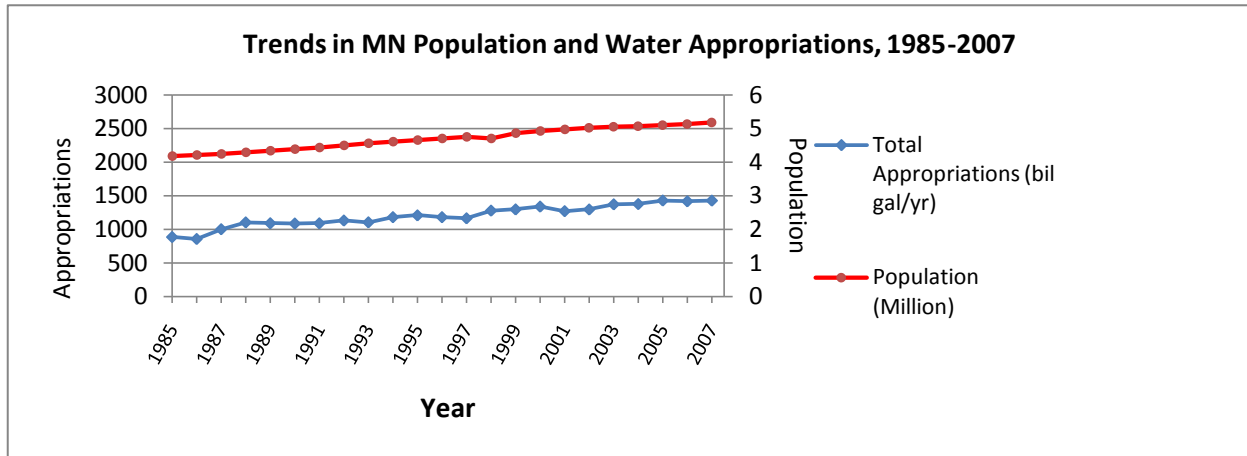 Trends in MN Population and Water Appropriations, 1985-2007
3000
2500
2000
1500
1000
500
0
Appropriations
6
5
4
3
2
1
0
Population
1985
1987
1989
1991
1993
1995
1997
1999
2001
2003
2005
2007
Year
Total
Appropriations (bil
gal/yr)
Population
(Million)